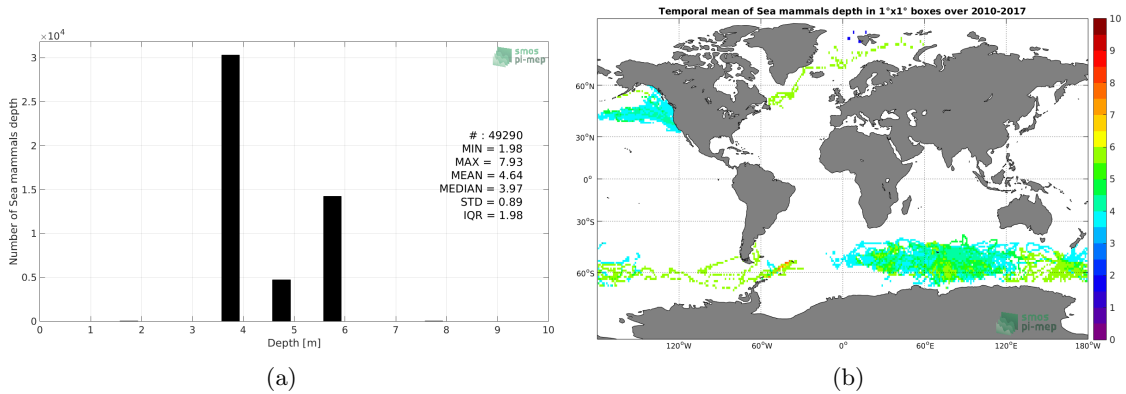 ×10⁴
smos
pi-mep
3
2.5
2
1.5
1
0.5
0
Number of Sea mammals depth
# : 49290
MIN = 1.98
MAX = 7.93
MEAN = 4.64
MEDIAN = 3.97
STD = 0.89
IQR = 1.98
0 1 2 3 4 5 6 7 8 9 10
Depth [m]
(a)
Temporal mean of Sea mammals depth in 1°x1° boxes over 2010-2017
60°N
30°N
0°
30°S
60°S
120°W 60°W 0° 60°E 120°E 180°W
smos
pi-mep
10
9
8
7
6
5
4
3
2
1
0
(b)